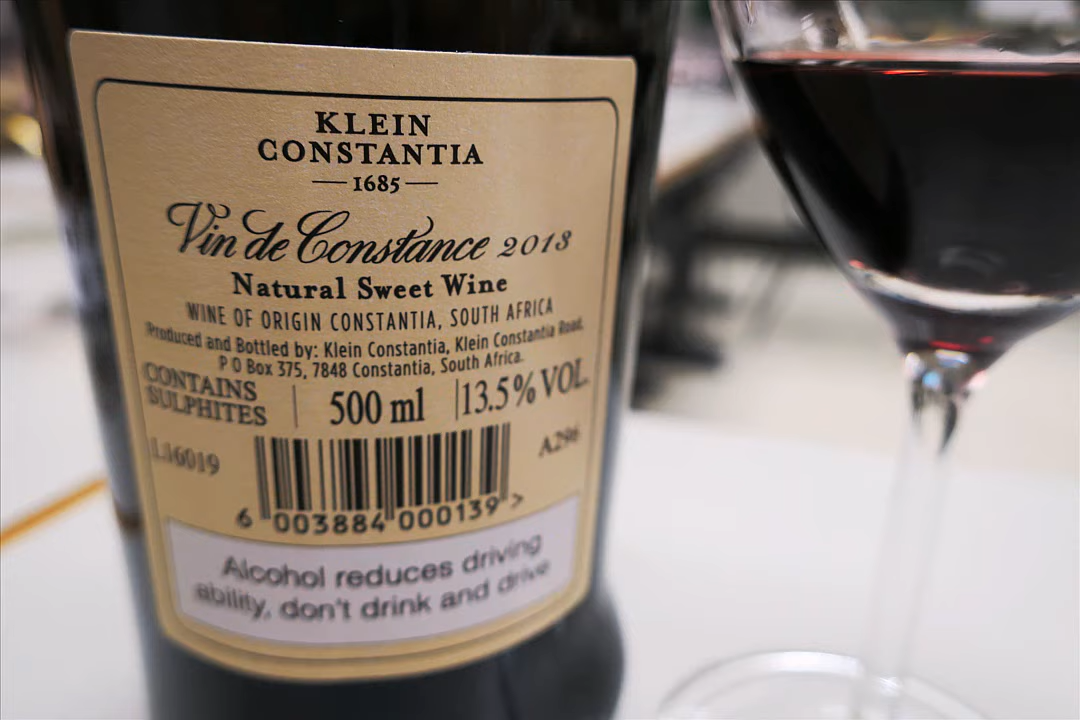 KLEIN
CONSTANTIA
1685
Vin de Constance 2013
Natural Sweet Wine
WINE OF ORIGIN CONSTANTIA, SOUTH AFRICA
Produced and Bottled by: Klein Constantia, Klein Constantia Road,
P O Box 375, 7848 Constantia, South Africa.
CONTAINS
SULPHITES
500 ml
13.5% VOL
L16019
A296
6 003884 000139 >
Alcohol reduces driving
ability, don't drink and drive